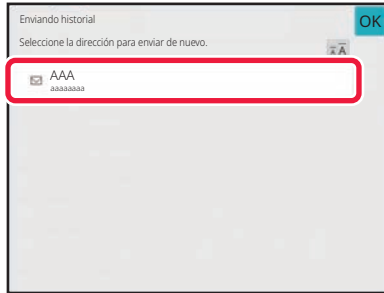 Enviando historial
OK
Seleccione la dirección para enviar de nuevo.
AAA
aaaaaaaa